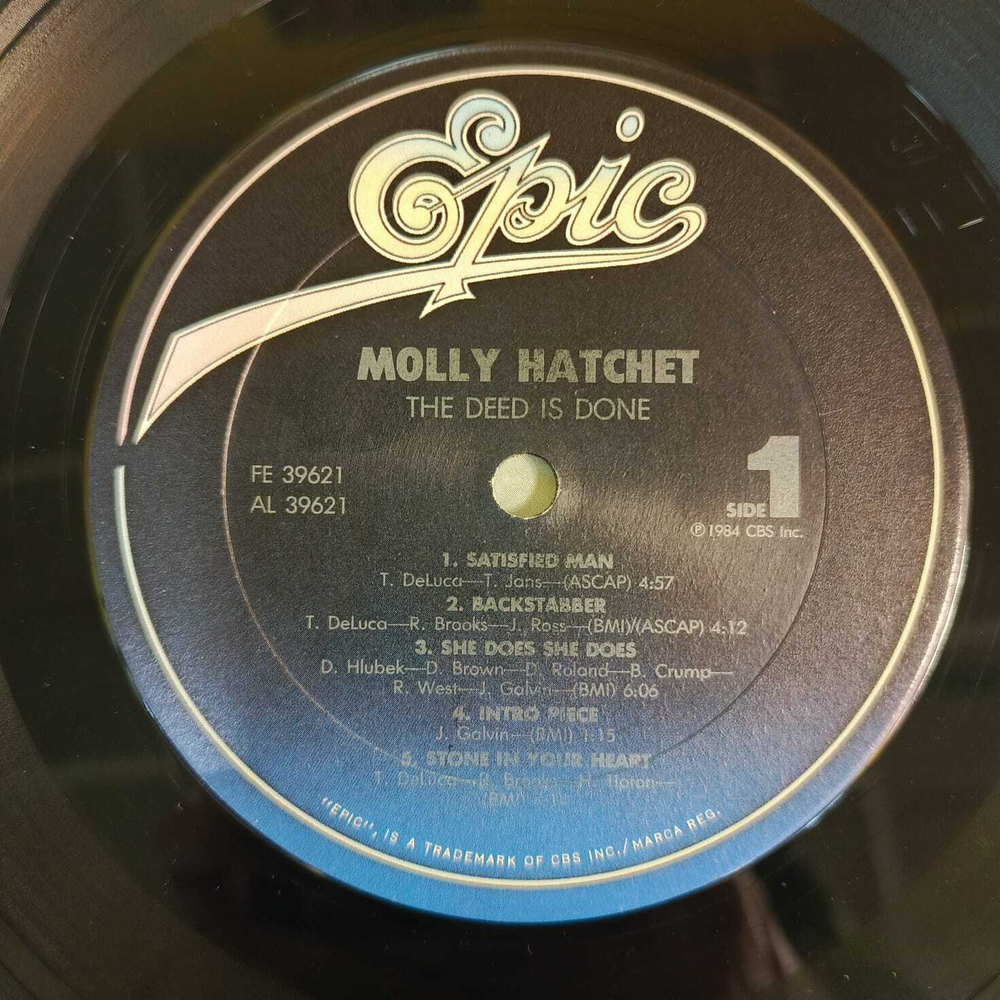 Epic
MOLLY HATCHET
THE DEED IS DONE
FE 39621
AL 39621
SIDE 1
℗ 1984 CBS Inc.
1. SATISFIED MAN
T. DeLuca—T. Jans—(ASCAP) 4:57
2. BACKSTABBER
T. DeLuca—R. Brooks—J. Ross—(BMI)/(ASCAP) 4:12
3. SHE DOES SHE DOES
D. Hlubek—D. Brown—D. Roland—B. Crump—
R. West—J. Galvin—(BMI) 6:06
4. INTRO PIECE
J. Galvin—(BMI) 1:15
5. STONE IN YOUR HEART
T. DeLuca—R. Brooks—H.
(BMI)
"EPIC", IS A TRADEMARK OF CBS INC./MARCA REG.